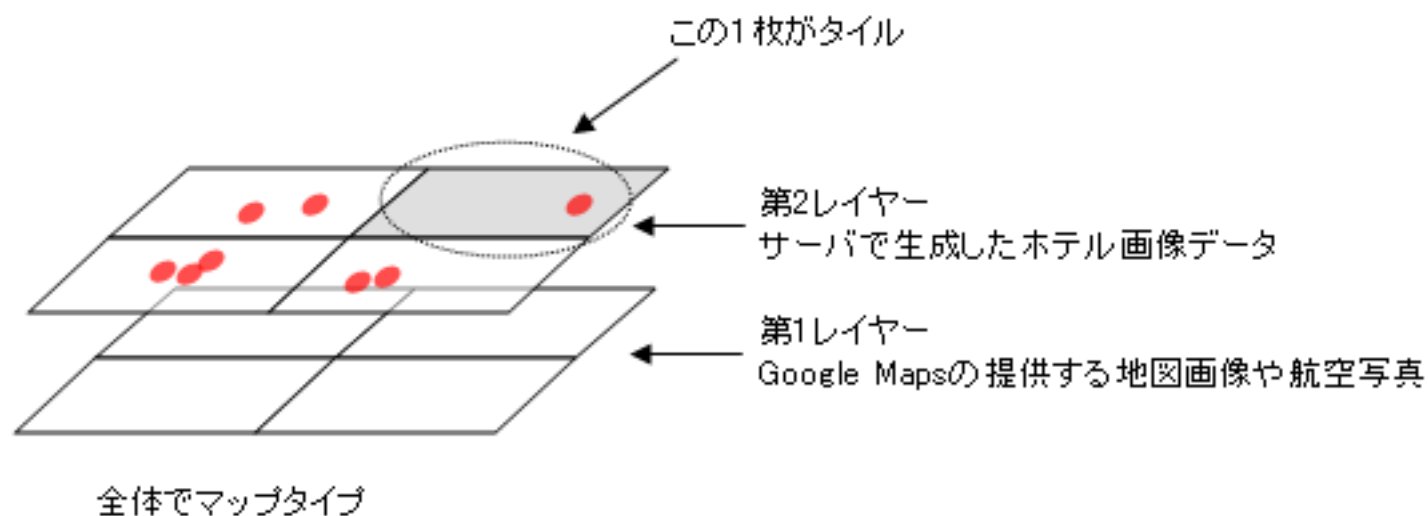 この1枚がタイル
第2レイヤー
サーバで生成したホテル画像データ
第1レイヤー
Google Mapsの提供する地図画像や航空写真
全体でマップタイプ